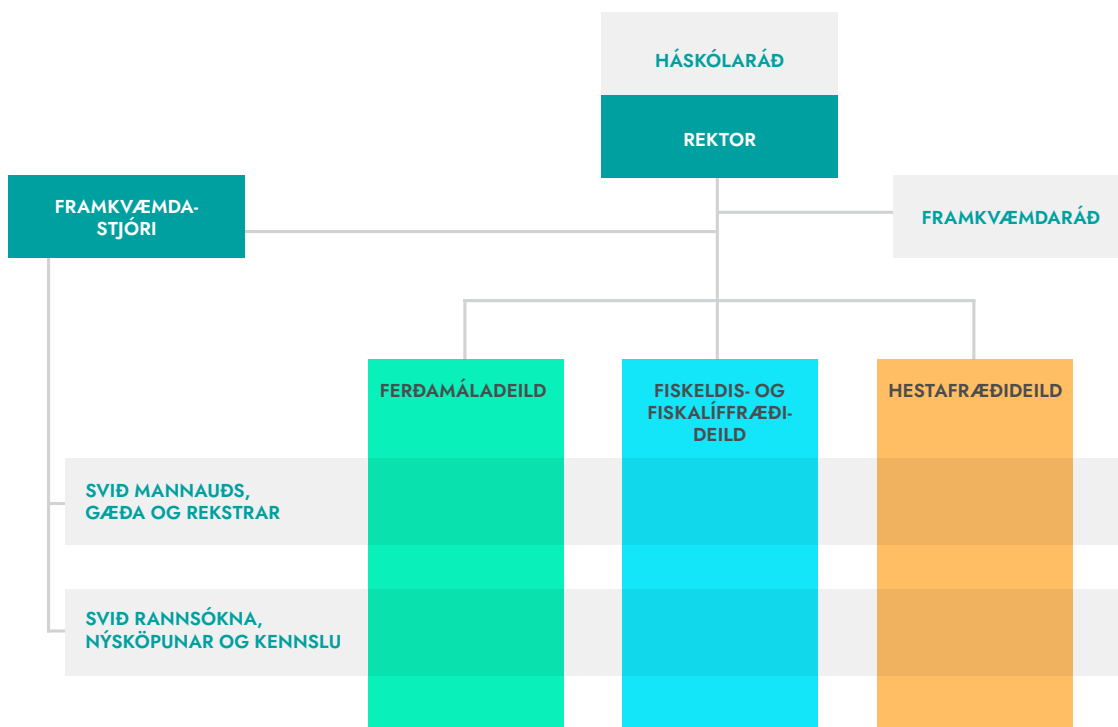 HÁSKÓLARÁÐ
REKTOR
FRAMKVÆMDA-
STJÓRI
FRAMKVÆMDARÁÐ
FERÐAMÁLADEILD
FISKELDIS- OG
FISKALÍFFRÆÐI-
DEILD
HESTAFRÆÐIDEILD
SVIÐ MANNAUÐS,
GÆÐA OG REKSTRAR
SVIÐ RANNSÓKNA,
NÝSKÖPUNAR OG KENNSLU